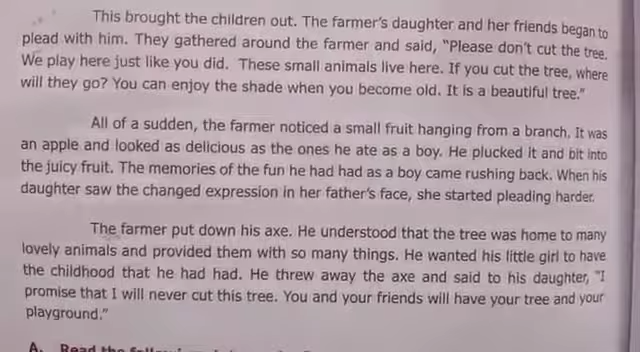 This brought the children out. The farmer's daughter and her friends began to
plead with him. They gathered around the farmer and said, "Please don't cut the tree.
We play here just like you did. These small animals live here. If you cut the tree, where
will they go? You can enjoy the shade when you become old. It is a beautiful tree."
All of a sudden, the farmer noticed a small fruit hanging from a branch. It was
an apple and looked as delicious as the ones he ate as a boy. He plucked it and bit into
the juicy fruit. The memories of the fun he had had as a boy came rushing back. When his
daughter saw the changed expression in her father's face, she started pleading harder.
The farmer put down his axe. He understood that the tree was home to many
lovely animals and provided them with so many things. He wanted his little girl to have
the childhood that he had had. He threw away the axe and said to his daughter, "I
promise that I will never cut this tree. You and your friends will have your tree and your
playground."
A. Read the